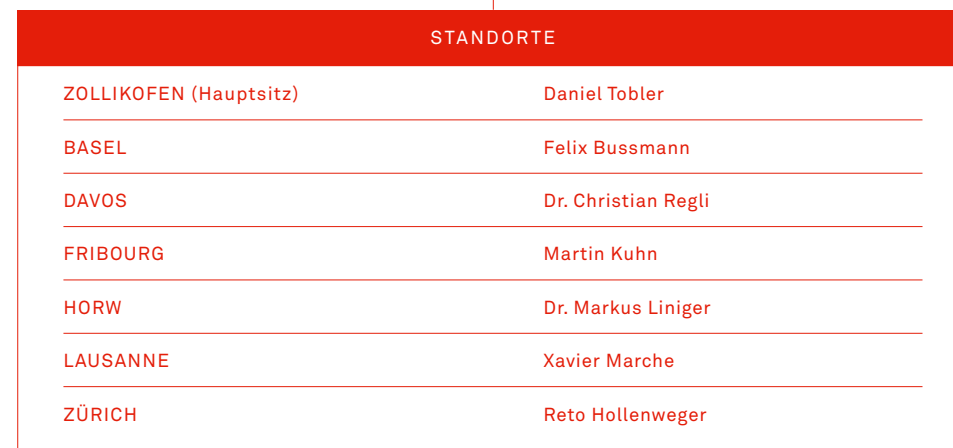 STANDORTE
ZOLLIKOFEN (Hauptsitz) Daniel Tobler
BASEL Felix Bussmann
DAVOS Dr. Christian Regli
FRIBOURG Martin Kuhn
HORW Dr. Markus Liniger
LAUSANNE Xavier Marche
ZÜRICH Reto Hollenweger